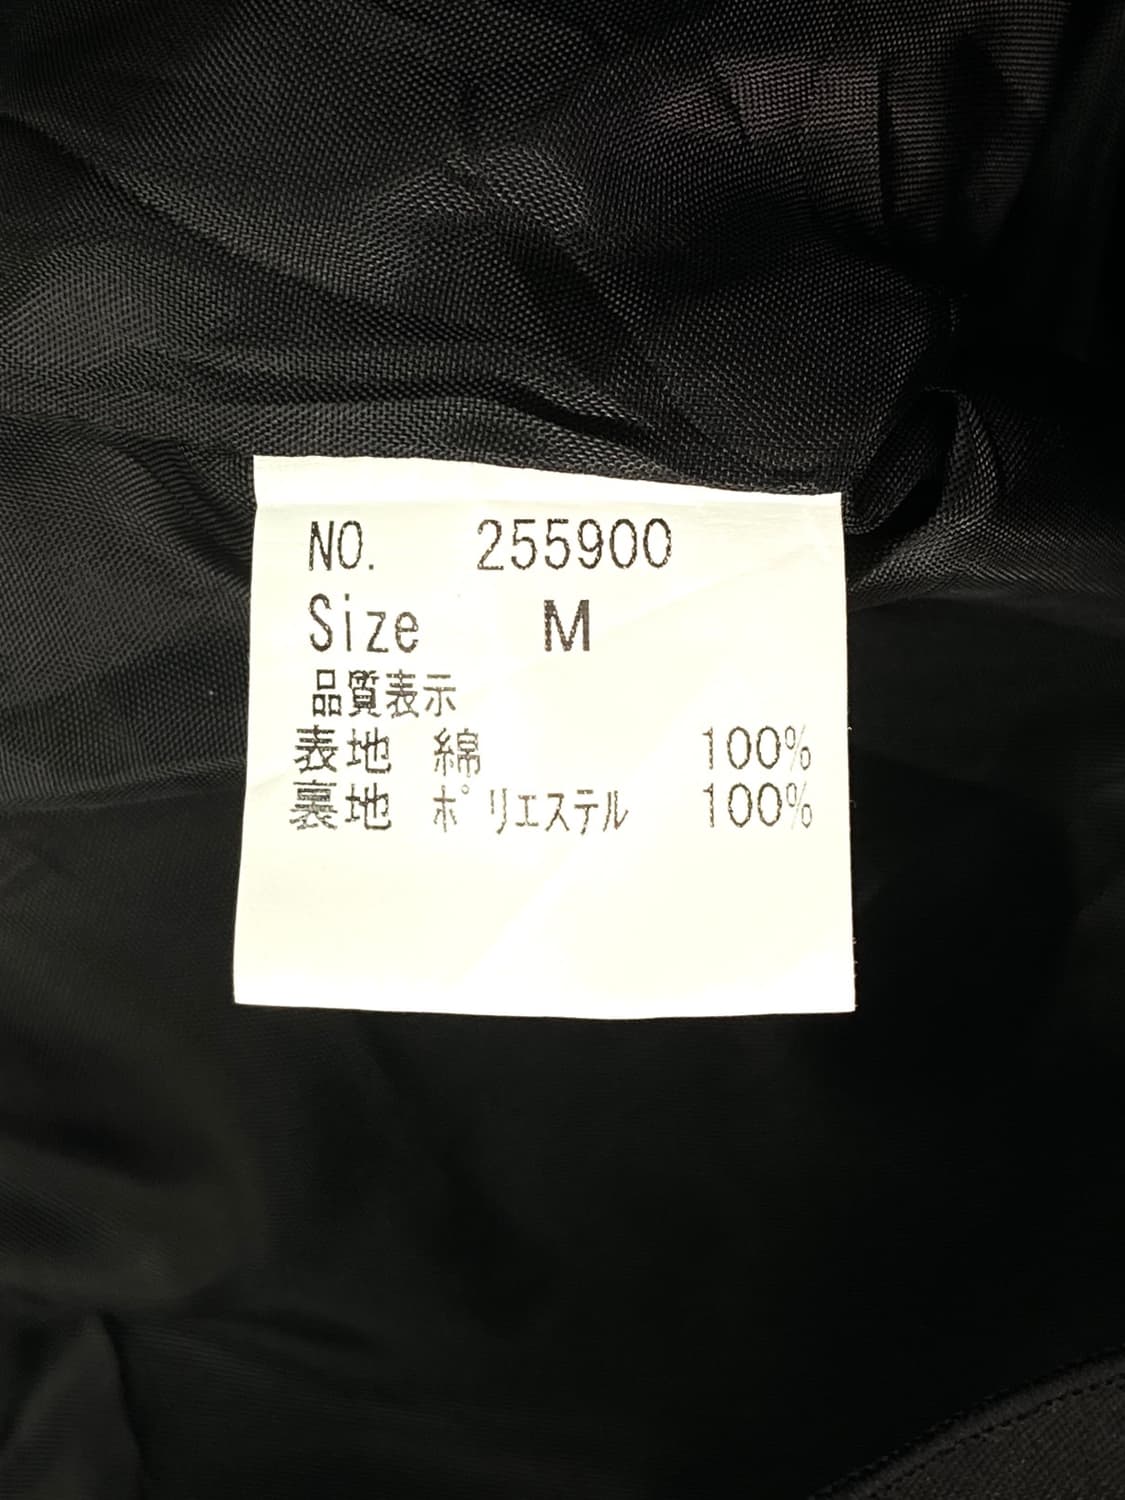 NO. 255900
Size M
品質表示
表地 綿 100%
裏地 ポリエステル 100%